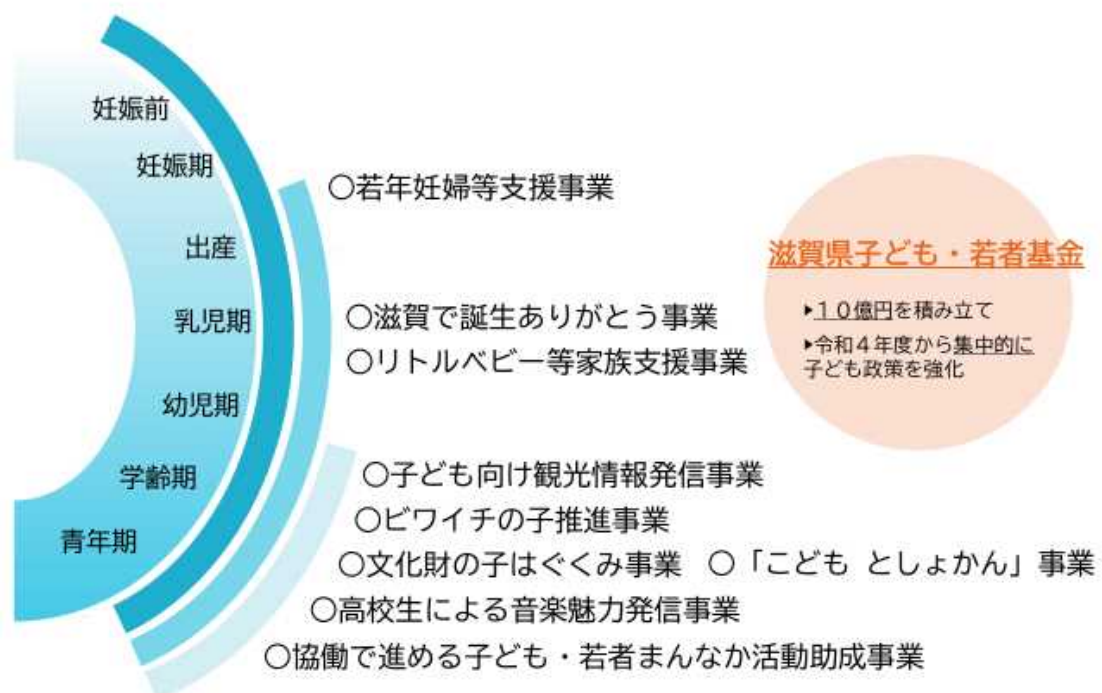 妊娠前
妊娠期
出産
乳児期
幼児期
学齢期
青年期
○若年妊婦等支援事業
○滋賀で誕生ありがとう事業
○リトルベビー等家族支援事業
○子ども向け観光情報発信事業
○ビワイチの子推進事業
○文化財の子はぐくみ事業 ○「こども としょかん」事業
○高校生による音楽魅力発信事業
○協働で進める子ども・若者まんなか活動助成事業
滋賀県子ども・若者基金
▶１０億円を積み立て
▶令和４年度から集中的に
子ども政策を強化